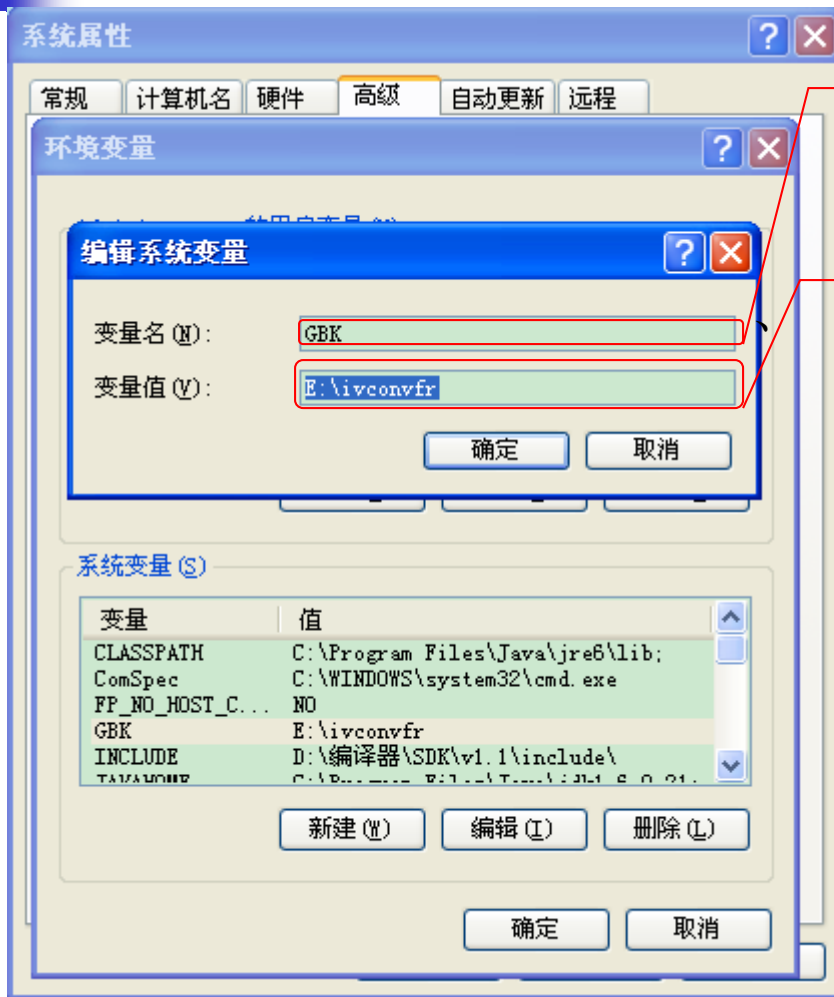 系统属性
常规 计算机名 硬件 高级 自动更新 远程
环境变量
编辑系统变量
变量名(N): GBK 、
变量值(V): E:\ivconvfr
确定 取消
系统变量(S)
变量 值
CLASSPATH C:\Program Files\Java\jre6\lib;
ComSpec C:\WINDOWS\system32\cmd.exe
FP_NO_HOST_C... NO
GBK E:\ivconvfr
INCLUDE D:\编译器\SDK\v1.1\include\
新建(W) 编辑(I) 删除(L)
确定 取消